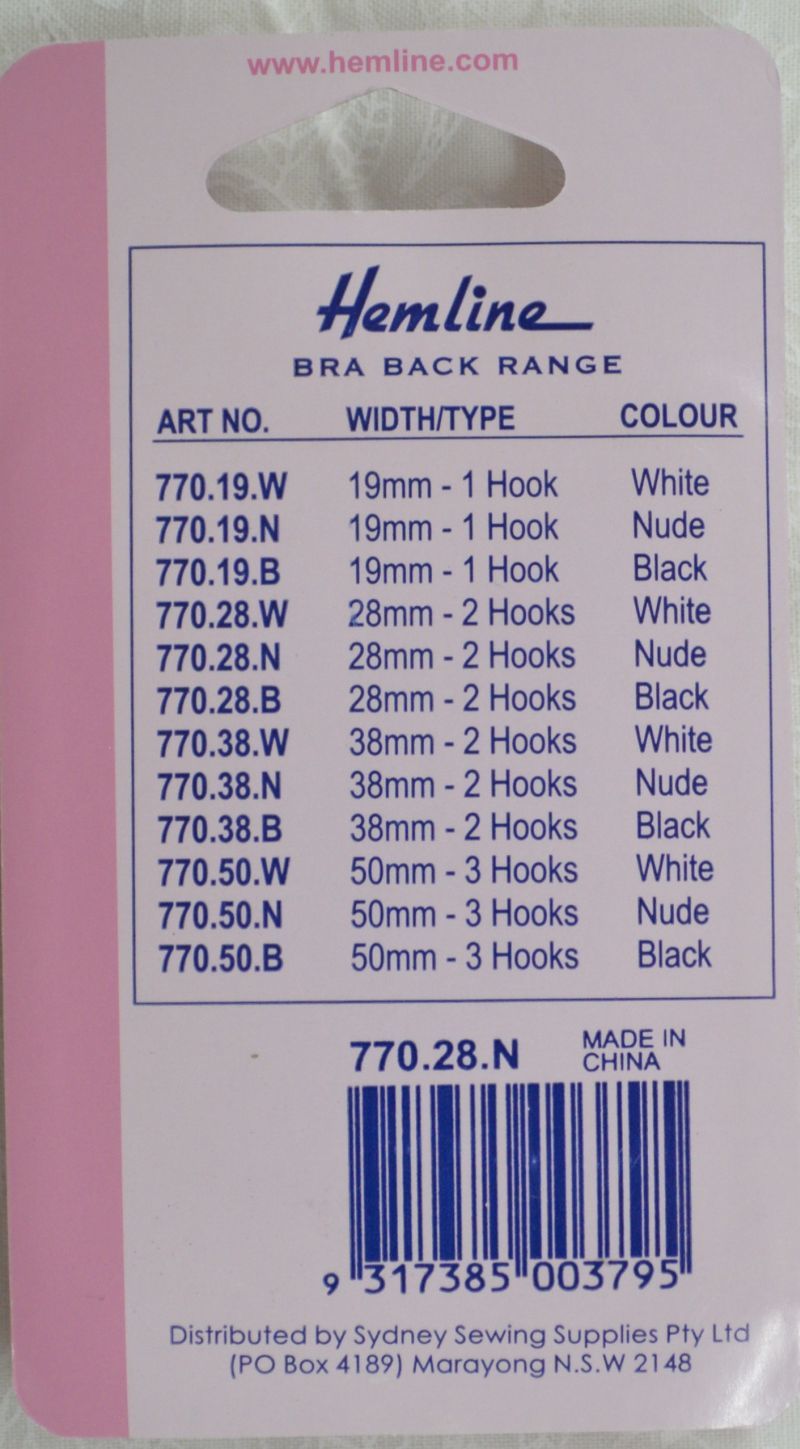 www.hemline.com
Hemline
BRA BACK RANGE
ART NO. WIDTH/TYPE COLOUR
770.19.W 19mm - 1 Hook White
770.19.N 19mm - 1 Hook Nude
770.19.B 19mm - 1 Hook Black
770.28.W 28mm - 2 Hooks White
770.28.N 28mm - 2 Hooks Nude
770.28.B 28mm - 2 Hooks Black
770.38.W 38mm - 2 Hooks White
770.38.N 38mm - 2 Hooks Nude
770.38.B 38mm - 2 Hooks Black
770.50.W 50mm - 3 Hooks White
770.50.N 50mm - 3 Hooks Nude
770.50.B 50mm - 3 Hooks Black
770.28.N MADE IN
CHINA
9 317385 003795
Distributed by Sydney Sewing Supplies Pty Ltd
(PO Box 4189) Marayong N.S.W 2148